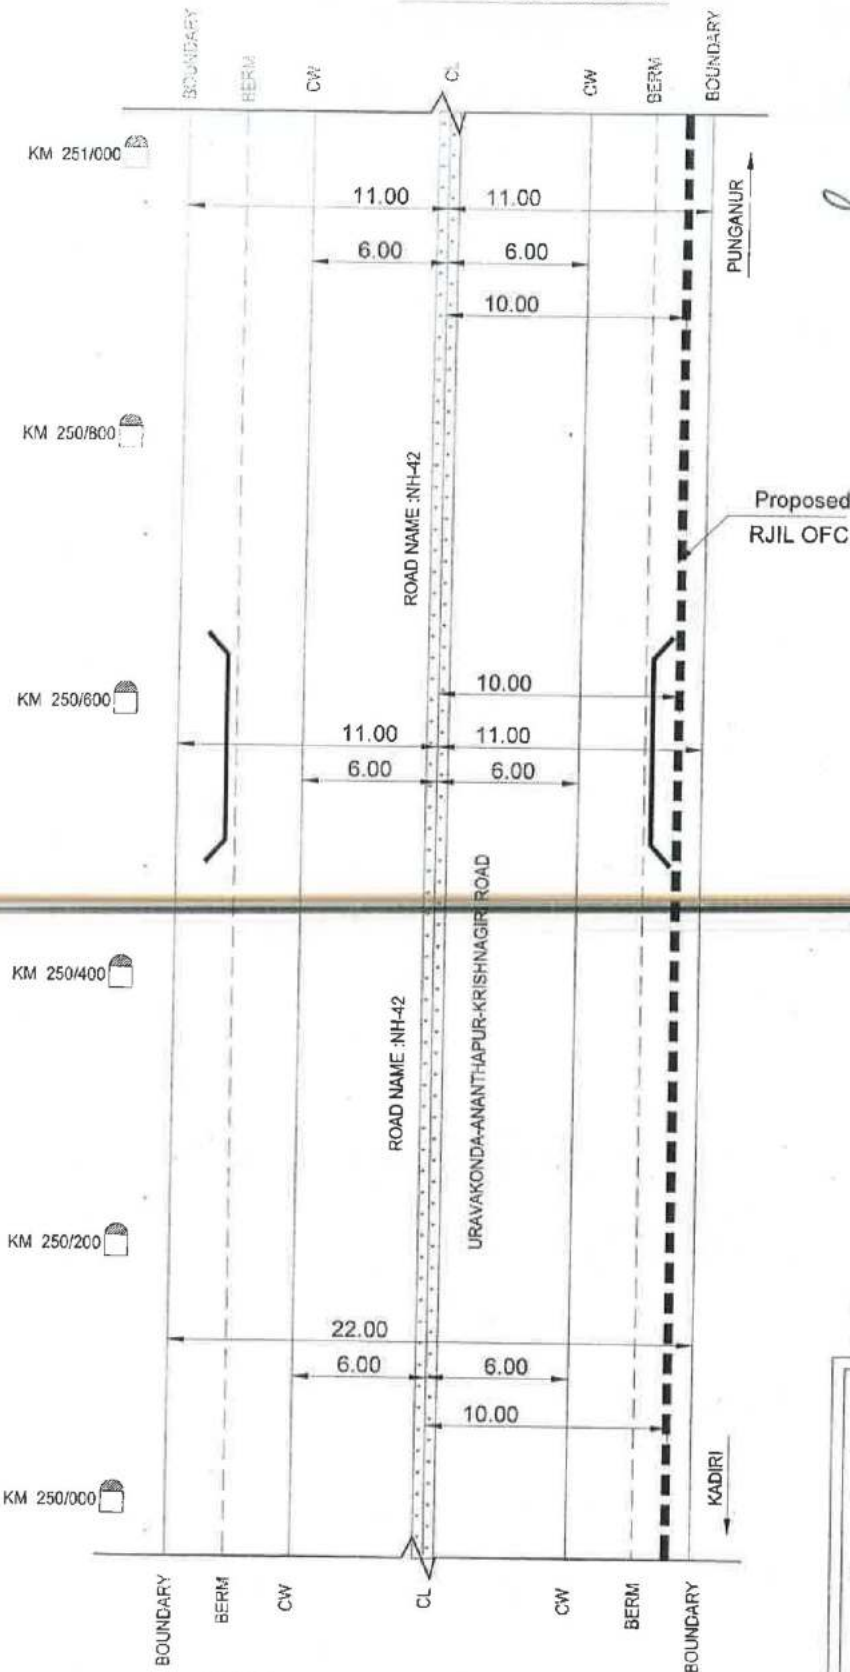 BOUNDARY
BERM
CW
CL
CW
BERM
BOUNDARY
KM 251/000
11.00
11.00
PUNGANUR
6.00
6.00
10.00
KM 250/800
ROAD NAME :NH-42
Proposed
RJIL OFC
KM 250/600
10.00
11.00
11.00
6.00
6.00
URAVAKONDA-ANANTHAPUR-KRISHNAGIRI ROAD
KM 250/400
ROAD NAME :NH-42
KM 250/200
22.00
6.00
6.00
10.00
KADIRI
KM 250/000
BOUNDARY
BERM
CW
CL
CW
BERM
BOUNDARY